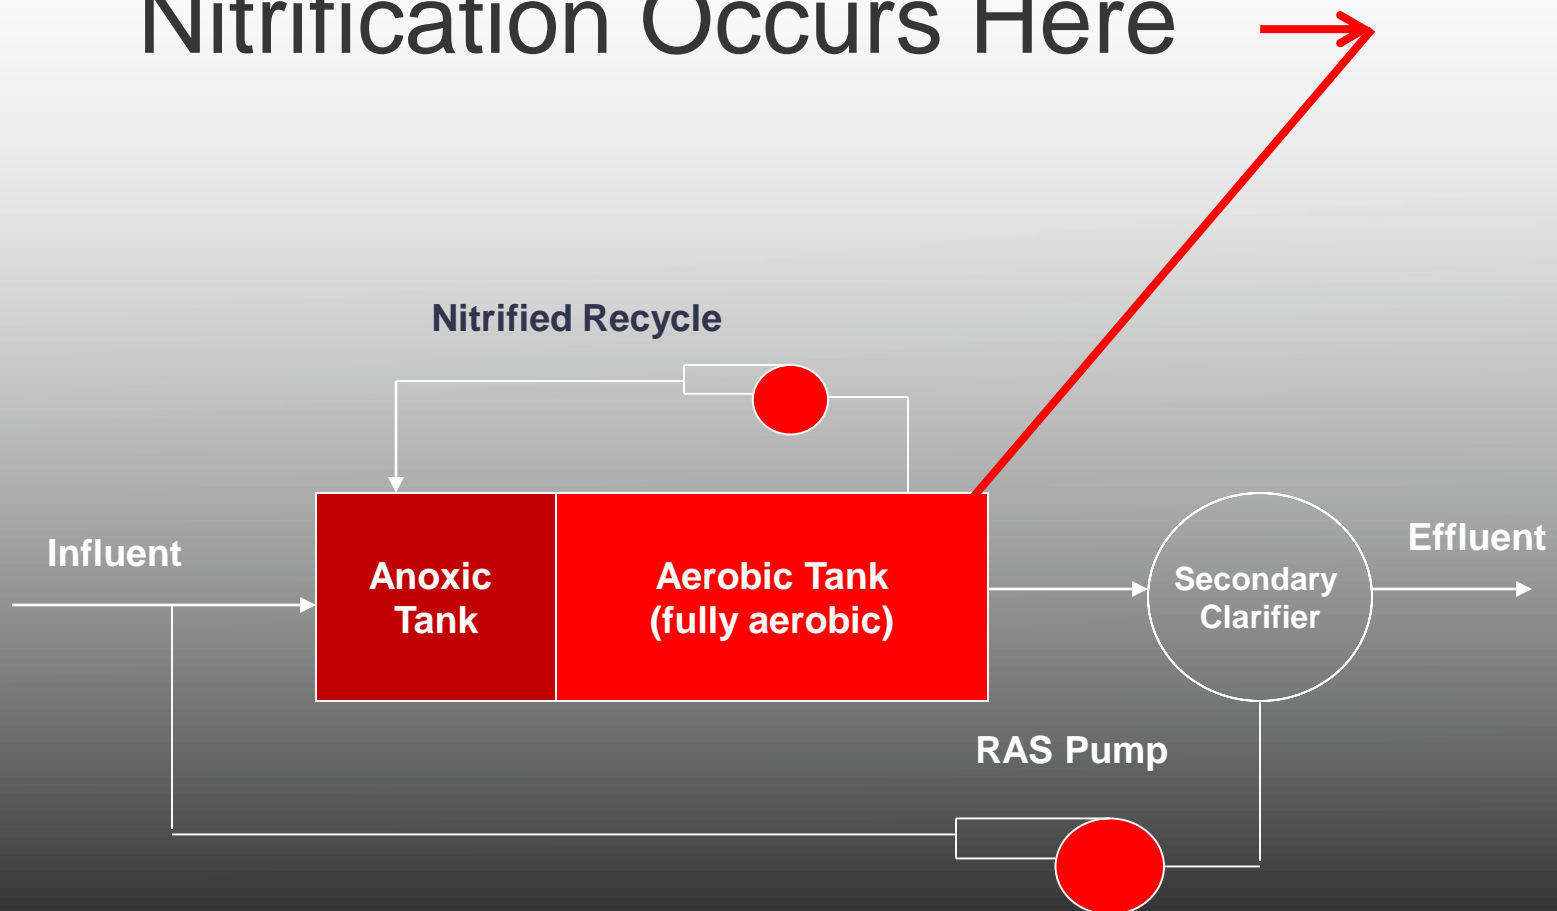 Nitrification Occurs Here
Nitrified Recycle
Influent
Anoxic
Tank
Aerobic Tank
(fully aerobic)
Secondary
Clarifier
Effluent
RAS Pump